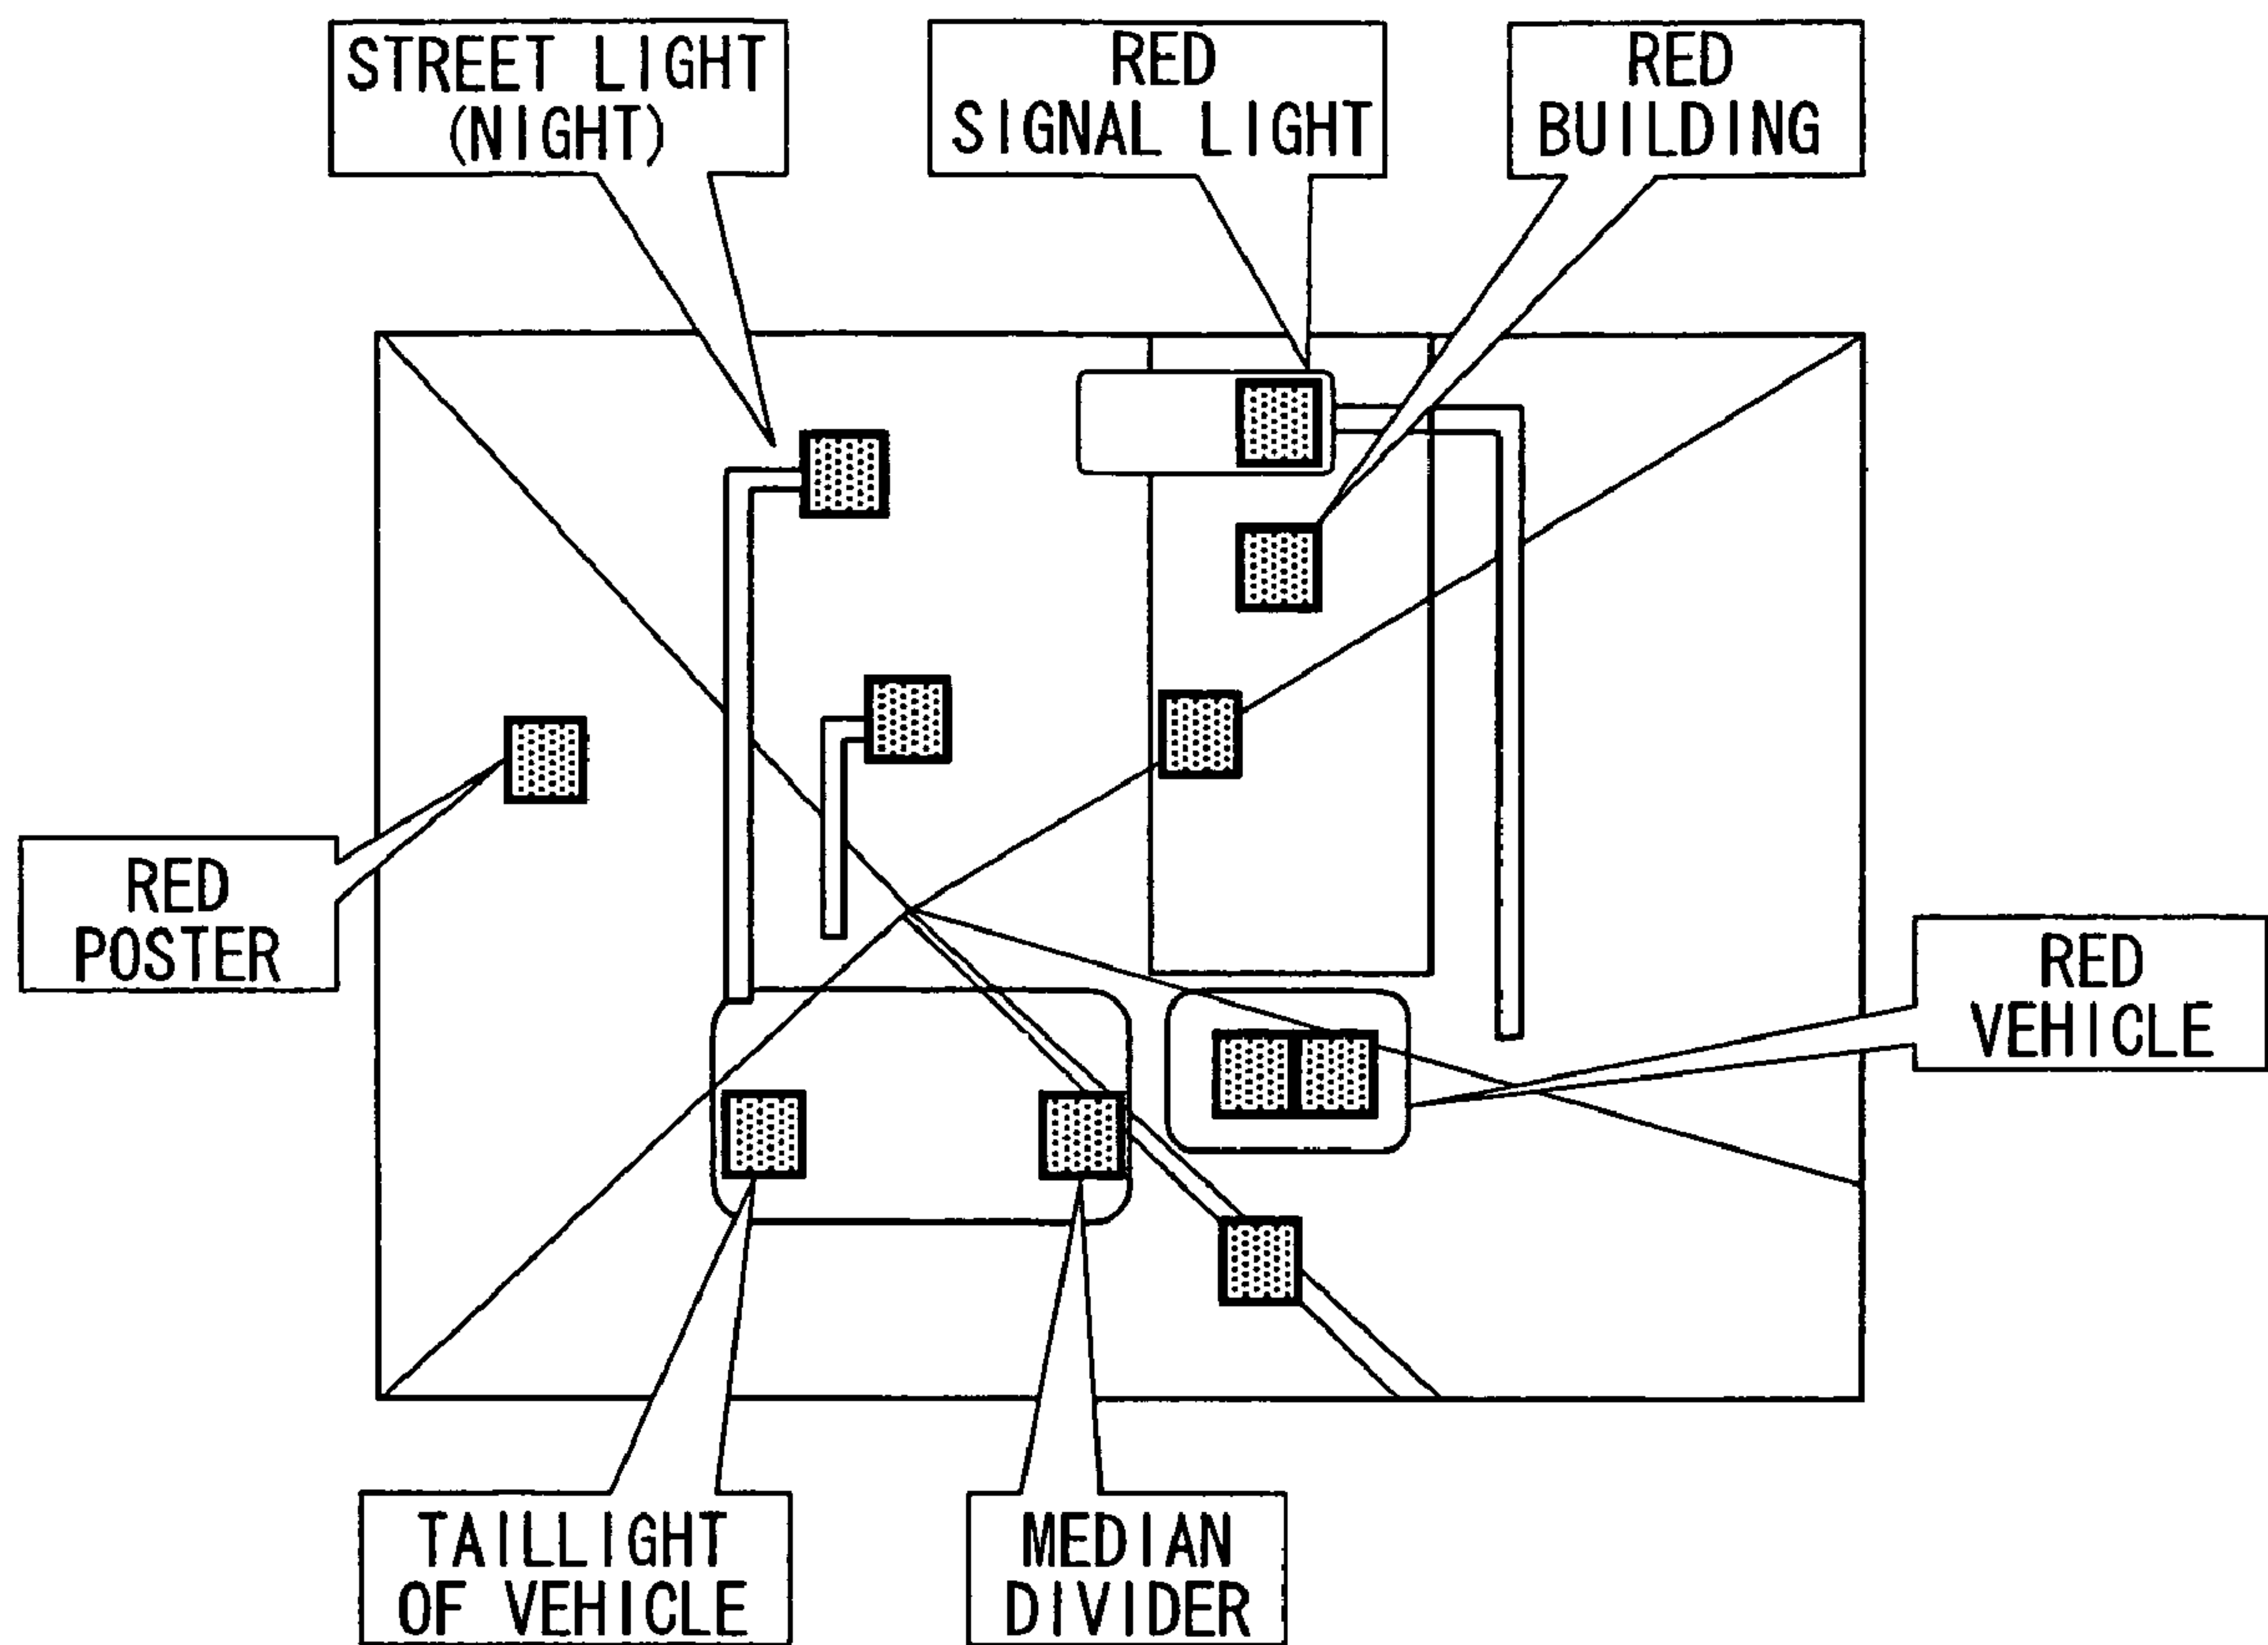 STREET LIGHT
(NIGHT)
RED
SIGNAL LIGHT
RED
BUILDING
RED
POSTER
RED
VEHICLE
TAILLIGHT
OF VEHICLE
MEDIAN
DIVIDER